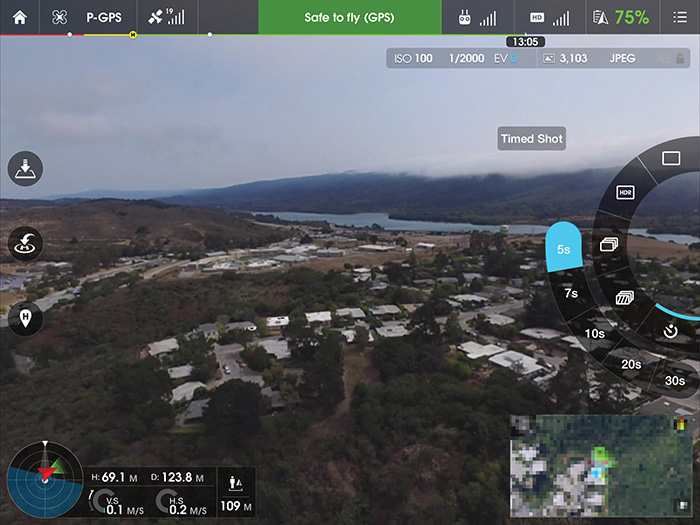 P-GPS
19
Safe to fly (GPS)
HD
75%
H
13:05
ISO 100 1/2000 EV 0 3,103 JPEG
Timed Shot
HDR
5s
7s
10s
20s
30s
H
H: 69.1 M D: 123.8 M
V.S 0.1 M/S H.S 0.2 M/S
109 M